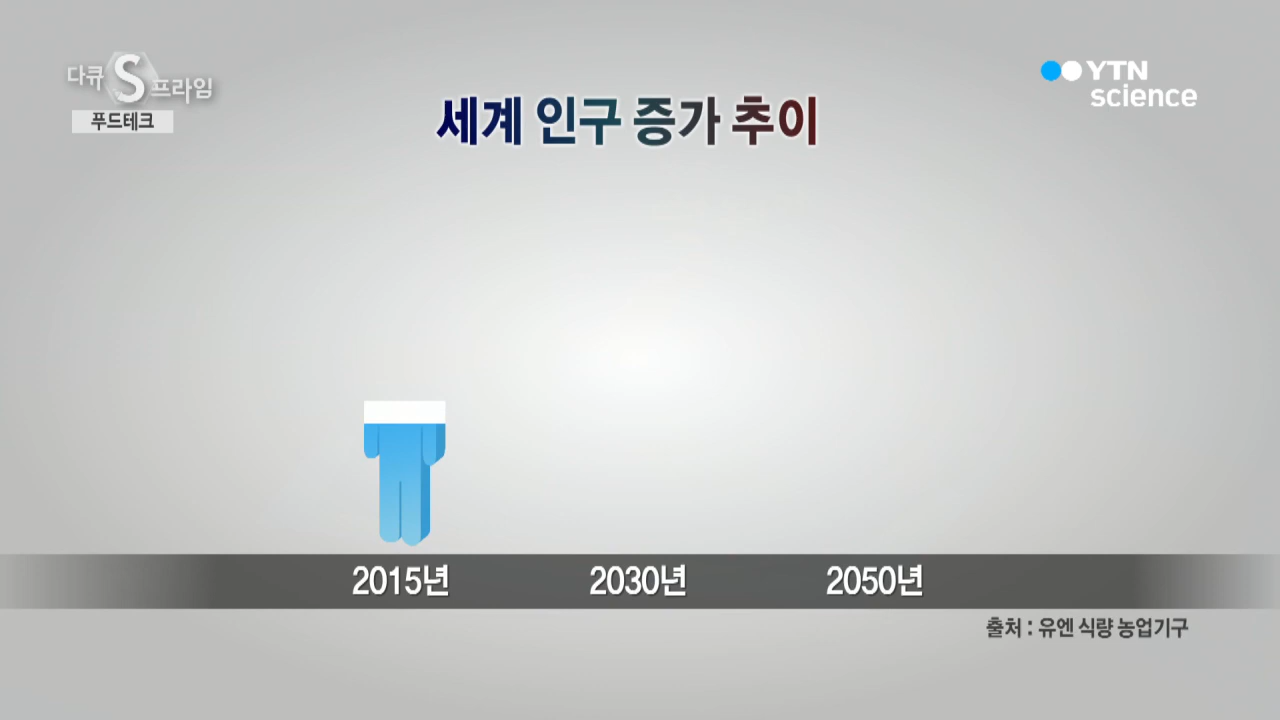 다큐 S 프라임
푸드테크
YTN
science
세계 인구 증가 추이
2015년
2030년
2050년
출처 : 유엔 식량 농업기구